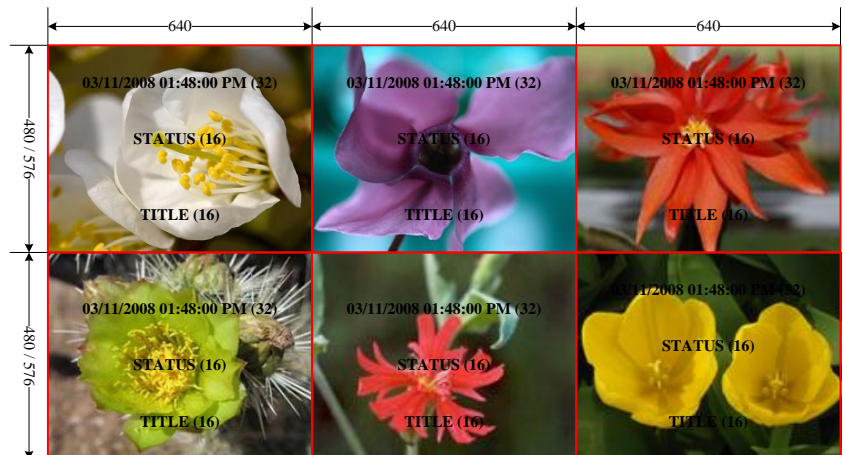 640 640 640
480 / 576
03/11/2008 01:48:00 PM (32) 03/11/2008 01:48:00 PM (32) 03/11/2008 01:48:00 PM (32)
STATUS (16) STATUS (16) STATUS (16)
TITLE (16) TITLE (16) TITLE (16)
480 / 576
03/11/2008 01:48:00 PM (32) 03/11/2008 01:48:00 PM (32) 03/11/2008 01:48:00 PM (32)
STATUS (16) STATUS (16) STATUS (16)
TITLE (16) TITLE (16) TITLE (16)